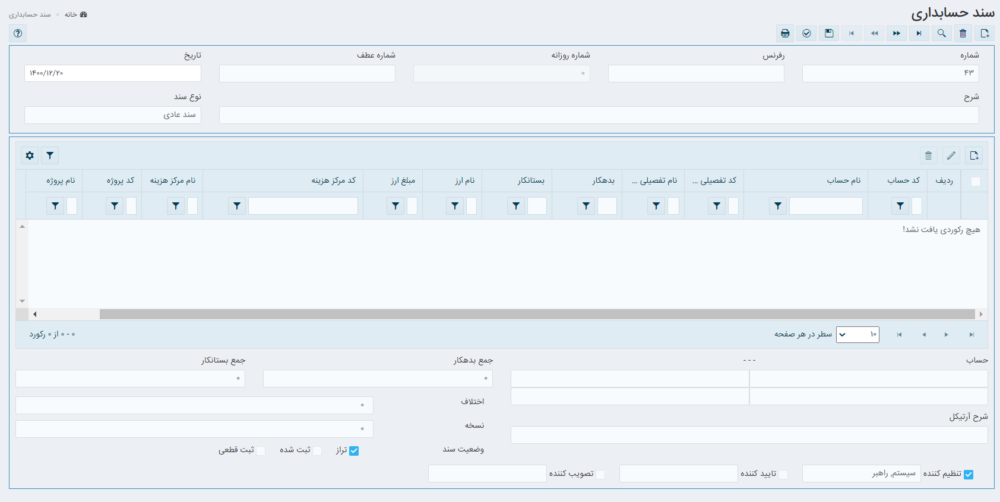 سند حسابداری
خانه > سند حسابداری
شماره رفرنس شماره روزانه شماره عطف تاریخ
۴۳ ۰ ۱۴۰۰/۱۲/۲۰
شرح نوع سند
سند عادی
ردیف کد حساب نام حساب کد تفصیلی ... نام تفصیلی ... بدهکار بستانکار نام ارز مبلغ ارز کد مرکز هزینه نام مرکز هزینه کد پروژه نام پروژه
هیچ رکوردی یافت نشد!
۱۰ سطر در هر صفحه ۰ - ۰ از ۰ رکورد
حساب - - - جمع بدهکار جمع بستانکار
۰ ۰
اختلاف ۰
شرح آرتیکل
نسخه ۰
وضعیت سند تراز ثبت شده ثبت قطعی
تنظیم کننده سیستم, راهبر تایید کننده تصویب کننده